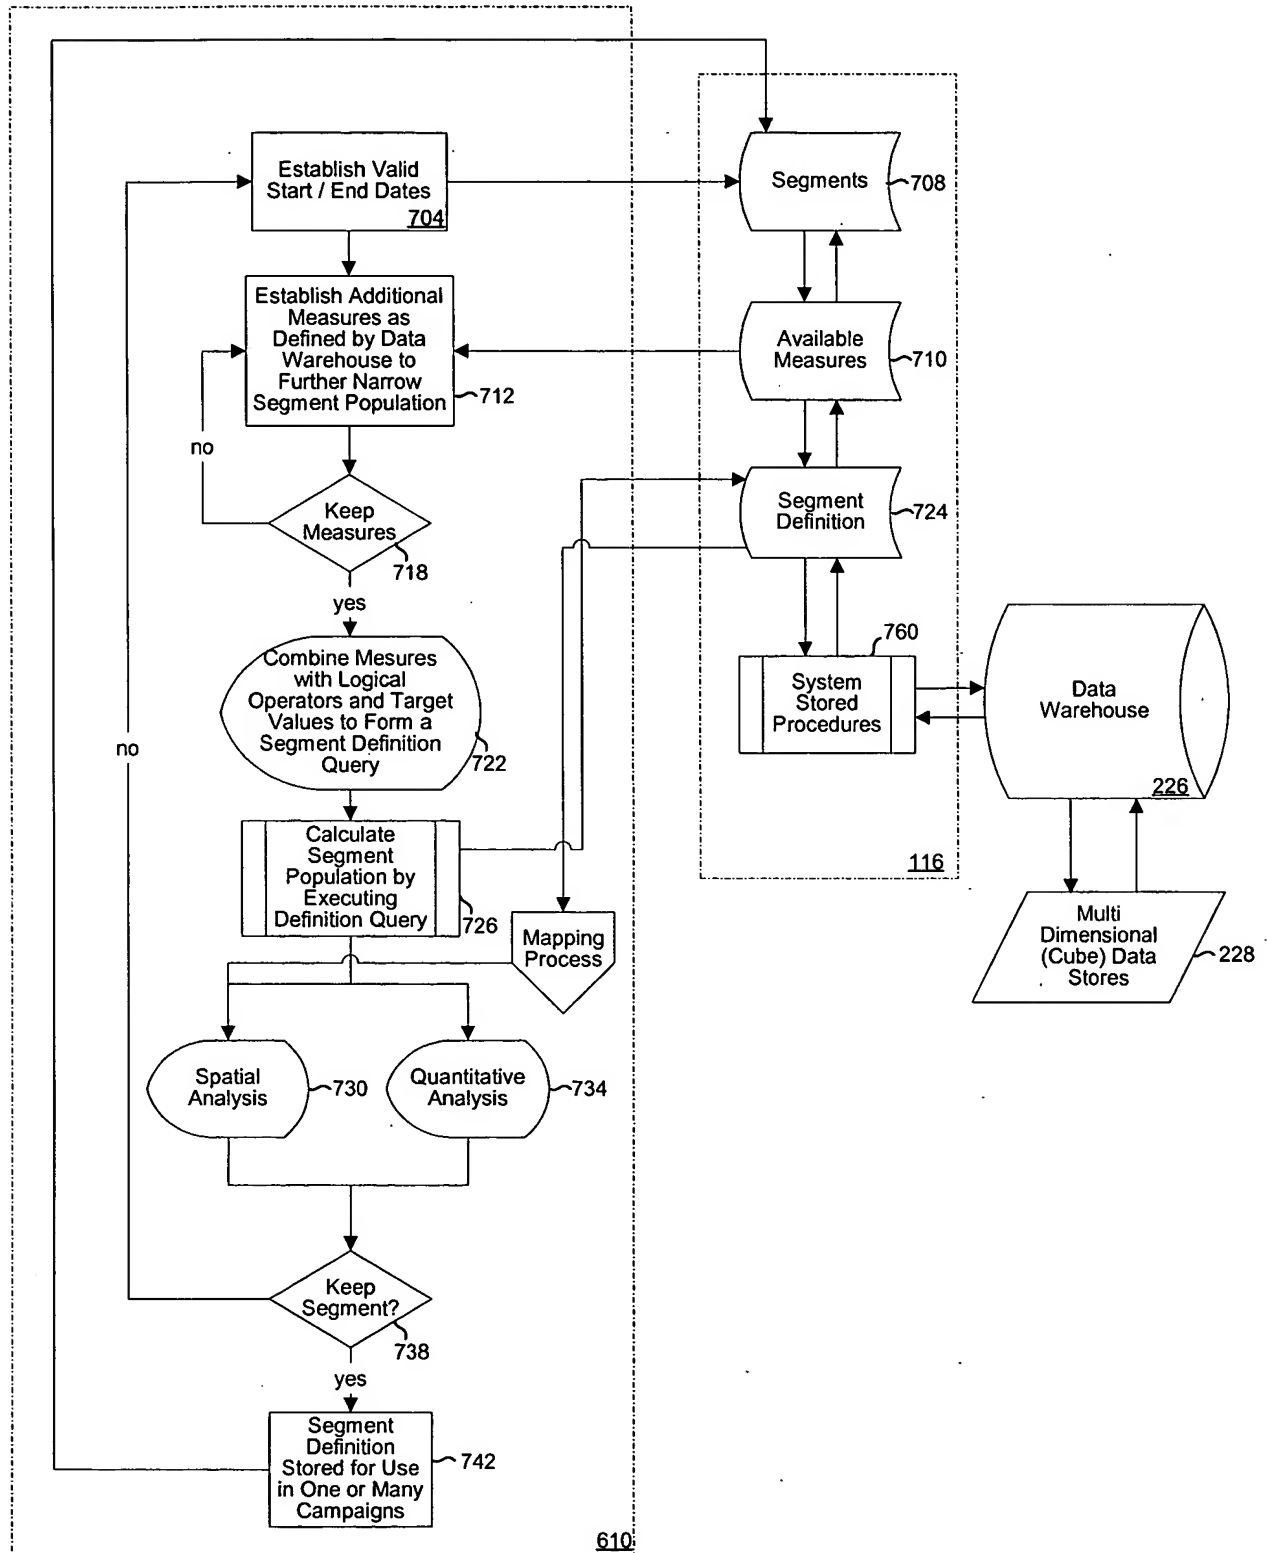 Establish Valid
Start / End Dates
704
Segments
708
Establish Additional
Measures as
Defined by Data
Warehouse to
Further Narrow
Segment Population
712
Available
Measures
710
no
Keep
Measures
718
Segment
Definition
724
yes
Combine Mesures
with Logical
Operators and Target
Values to Form a
Segment Definition
Query
722
760
System
Stored
Procedures
Data
Warehouse
226
no
Calculate
Segment
Population by
Executing
Definition Query
726
116
Mapping
Process
Multi
Dimensional
(Cube) Data
Stores
228
Spatial
Analysis
730
Quantitative
Analysis
734
Keep
Segment?
738
yes
Segment
Definition
Stored for Use
in One or Many
Campaigns
742
610